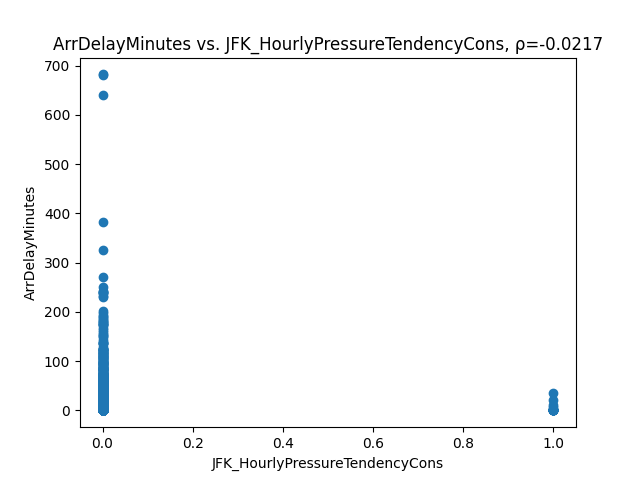 ArrDelayMinutes vs. JFK_HourlyPressureTendencyCons, ρ=-0.0217
700
600
500
400
300
200
100
0
ArrDelayMinutes
0.0 0.2 0.4 0.6 0.8 1.0
JFK_HourlyPressureTendencyCons